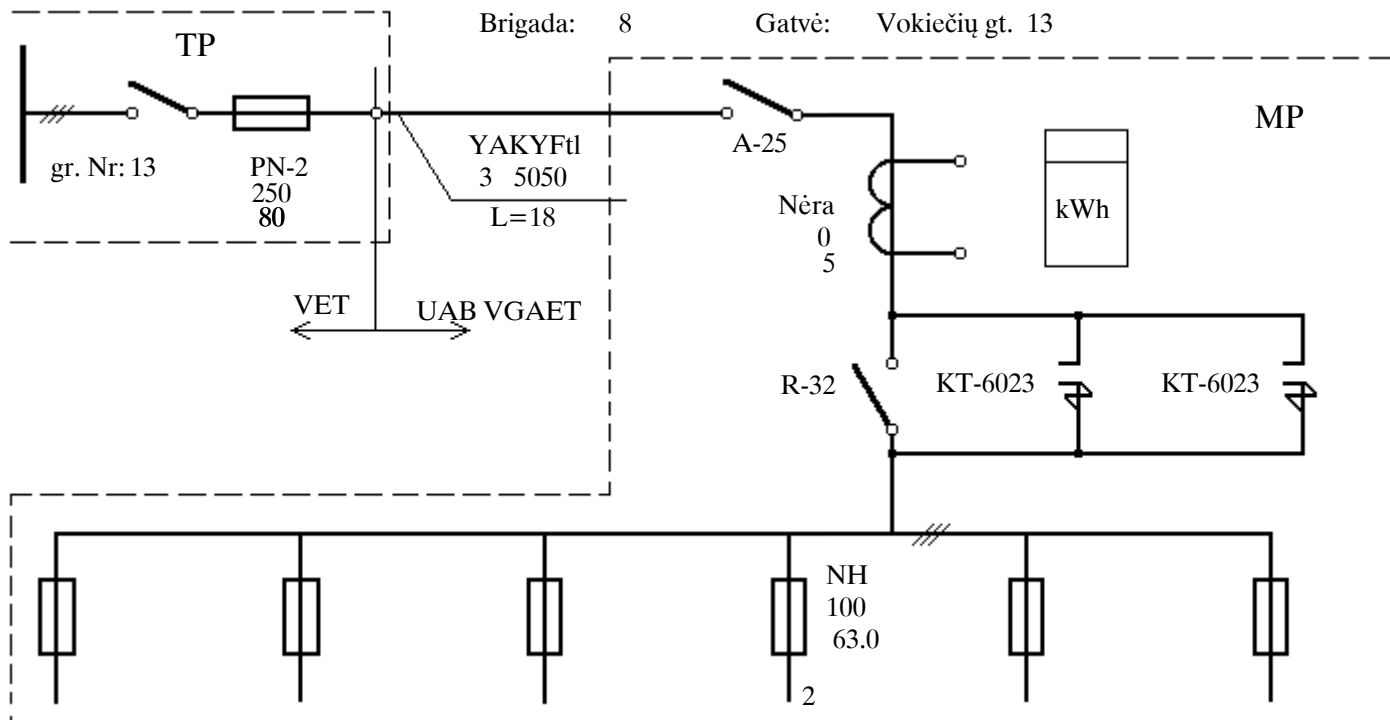 Brigada: 8 Gatvė: Vokiečių gt. 13
TP
MP
gr. Nr: 13
PN-2
250
80
YAKYFtl
3 5050
L=18
A-25
Nėra
0
5
kWh
VET
UAB VGAET
R-32
KT-6023
KT-6023
NH
100
63.0
2